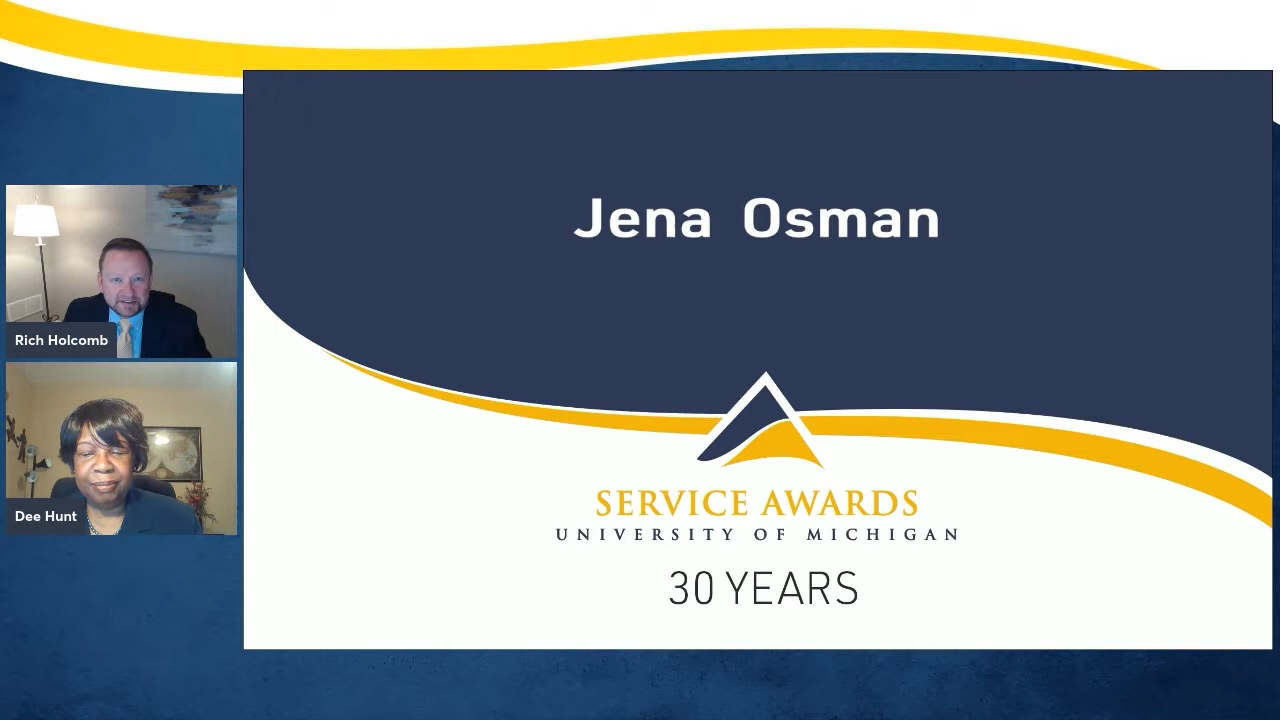 Jena Osman
Rich Holcomb
Dee Hunt
SERVICE AWARDS
UNIVERSITY OF MICHIGAN
30 YEARS